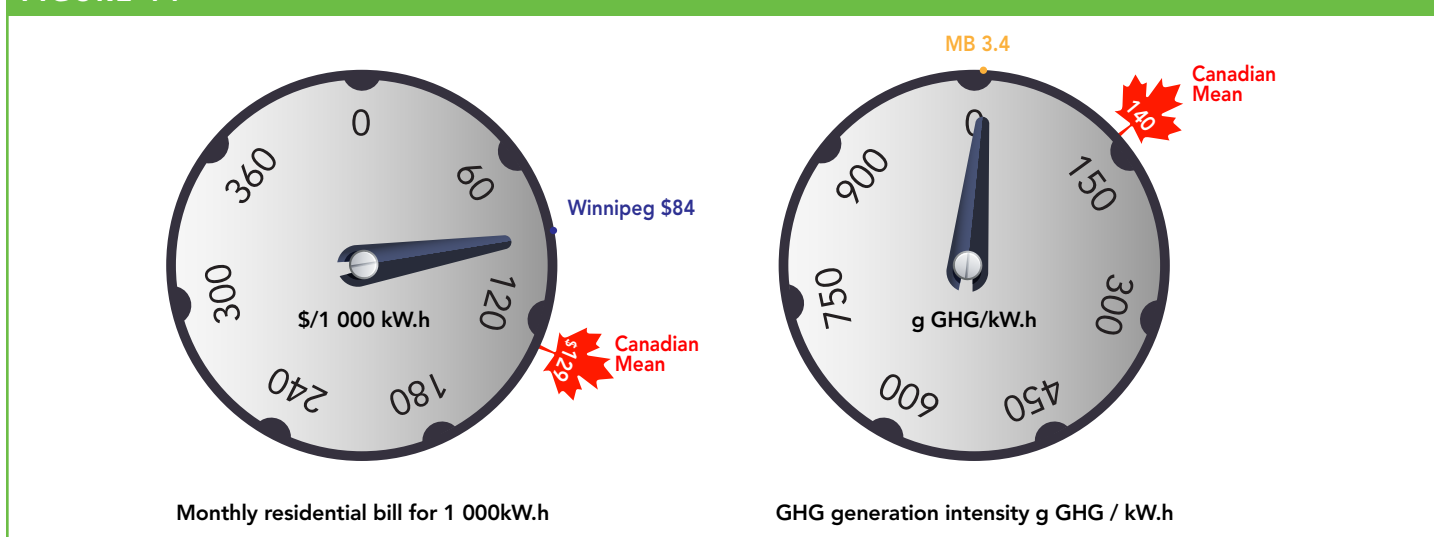 0
60
120
180
240
300
360
$/1 000 kW.h
Winnipeg $84
$129
Canadian
Mean
Monthly residential bill for 1 000kW.h
MB 3.4
0
150
300
450
600
750
900
g GHG/kW.h
140
Canadian
Mean
GHG generation intensity g GHG / kW.h